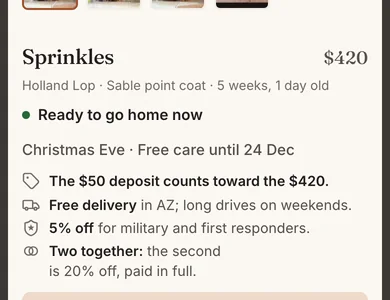 Sprinkles $420
Holland Lop · Sable point coat · 5 weeks, 1 day old
Ready to go home now
Christmas Eve · Free care until 24 Dec
The $50 deposit counts toward the $420.
Free delivery in AZ; long drives on weekends.
5% off for military and first responders.
Two together: the second
is 20% off, paid in full.